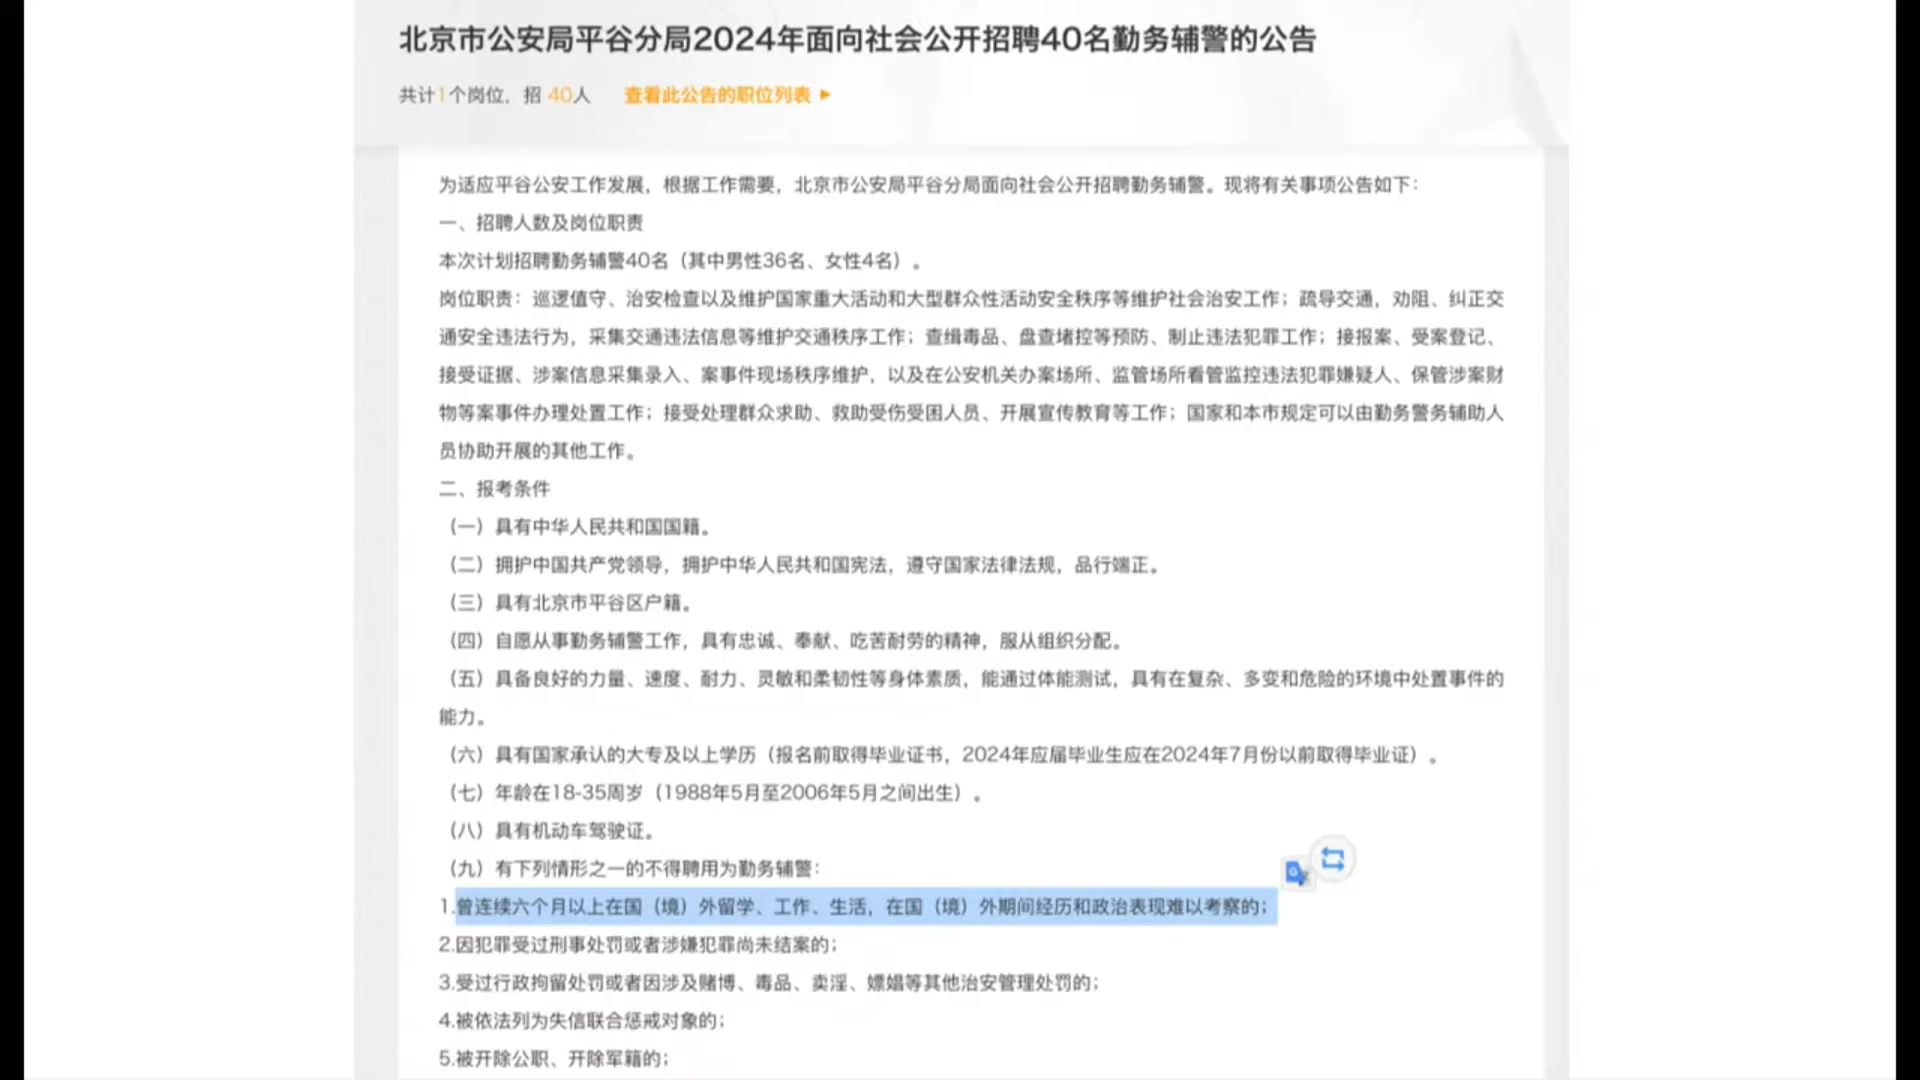 北京市公安局平谷分局2024年面向社会公开招聘40名勤务辅警的公告
共计1个岗位，招 40人 查看此公告的职位列表 ▶
为适应平谷公安工作发展，根据工作需要，北京市公安局平谷分局面向社会公开招聘勤务辅警。现将有关事项公告如下：
一、招聘人数及岗位职责
本次计划招聘勤务辅警40名（其中男性36名、女性4名）。
岗位职责：巡逻值守、治安检查以及维护国家重大活动和大型群众性活动安全秩序等维护社会治安工作；疏导交通，劝阻、纠正交
通安全违法行为，采集交通违法信息等维护交通秩序工作；查缉毒品、盘查堵控等预防、制止违法犯罪工作；接报案、受案登记、
接受证据、涉案信息采集录入、案事件现场秩序维护，以及在公安机关办案场所、监管场所看管监控违法犯罪嫌疑人、保管涉案财
物等案事件办理处置工作；接受处理群众求助、救助受伤受困人员、开展宣传教育等工作；国家和本市规定可以由勤务警务辅助人
员协助开展的其他工作。
二、报考条件
（一）具有中华人民共和国国籍。
（二）拥护中国共产党领导，拥护中华人民共和国宪法，遵守国家法律法规，品行端正。
（三）具有北京市平谷区户籍。
（四）自愿从事勤务辅警工作，具有忠诚、奉献、吃苦耐劳的精神，服从组织分配。
（五）具备良好的力量、速度、耐力、灵敏和柔韧性等身体素质，能通过体能测试，具有在复杂、多变和危险的环境中处置事件的
能力。
（六）具有国家承认的大专及以上学历（报名前取得毕业证书，2024年应届毕业生应在2024年7月份以前取得毕业证）。
（七）年龄在18-35周岁（1988年5月至2006年5月之间出生）。
（八）具有机动车驾驶证。
（九）有下列情形之一的不得聘用为勤务辅警：
1.曾连续六个月以上在国（境）外留学、工作、生活，在国（境）外期间经历和政治表现难以考察的；
2.因犯罪受过刑事处罚或者涉嫌犯罪尚未结案的；
3.受过行政拘留处罚或者因涉及赌博、毒品、卖淫、嫖娼等其他治安管理处罚的；
4.被依法列为失信联合惩戒对象的；
5.被开除公职、开除军籍的；